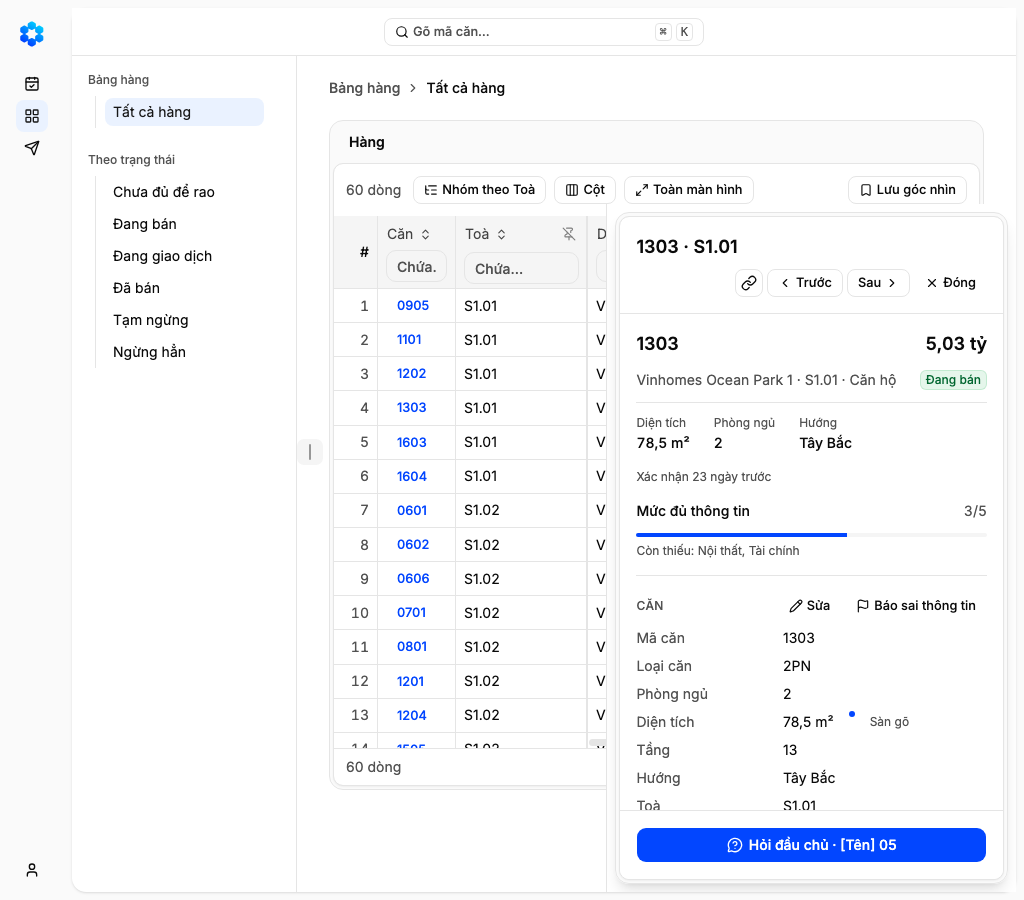 Gõ mã căn... ⌘ K
Bảng hàng
Tất cả hàng
Theo trạng thái
Chưa đủ để rao
Đang bán
Đang giao dịch
Đã bán
Tạm ngừng
Ngừng hẳn
Bảng hàng > Tất cả hàng
Hàng
60 dòng Nhóm theo Toà Cột Toàn màn hình Lưu góc nhìn
# Căn Toà D
Chứa. Chứa...
1 0905 S1.01 V
2 1101 S1.01 V
3 1202 S1.01 V
4 1303 S1.01 V
5 1603 S1.01 V
6 1604 S1.01 V
7 0601 S1.02 V
8 0602 S1.02 V
9 0606 S1.02 V
10 0701 S1.02 V
11 0801 S1.02 V
12 1201 S1.02 V
13 1204 S1.02 V
14 1505 S1.02
60 dòng
1303 · S1.01
Trước Sau Đóng
1303 5,03 tỷ
Vinhomes Ocean Park 1 · S1.01 · Căn hộ Đang bán
Diện tích Phòng ngủ Hướng
78,5 m² 2 Tây Bắc
Xác nhận 23 ngày trước
Mức đủ thông tin 3/5
Còn thiếu: Nội thất, Tài chính
CĂN Sửa Báo sai thông tin
Mã căn 1303
Loại căn 2PN
Phòng ngủ 2
Diện tích 78,5 m² Sàn gỗ
Tầng 13
Hướng Tây Bắc
Toà S1.01
Hỏi đầu chủ · [Tên] 05